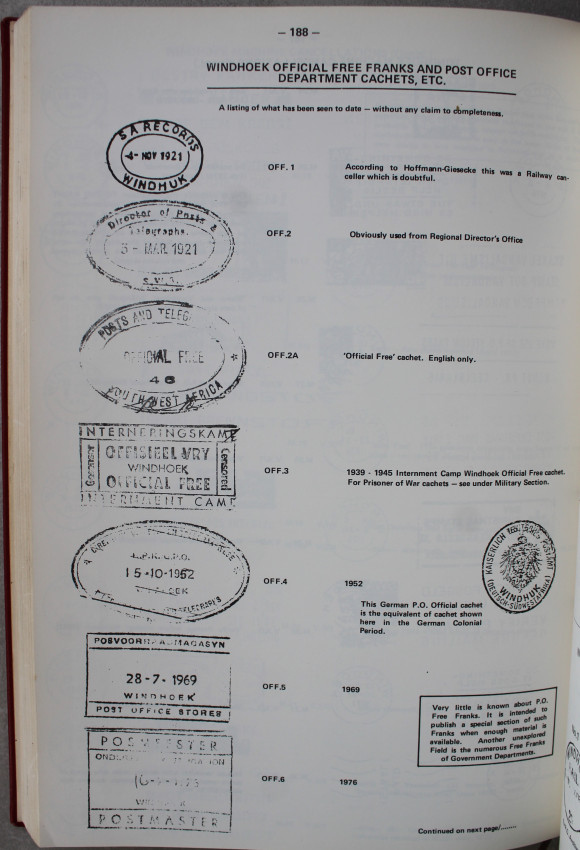 – 188 –
WINDHOEK OFFICIAL FREE FRANKS AND POST OFFICE
DEPARTMENT CACHETS, ETC.
A listing of what has been seen to date – without any claim to completeness.
S A RECORDS
4- NOV 1921
WINDHUK
OFF. 1
According to Hoffmann-Giesecke this was a Railway can-
celler which is doubtful.
Director of Posts &
Telegraphs.
3 - MAR 1921
S.W.A.
OFF.2
Obviously used from Regional Director's Office
POSTS AND TELEG
OFFICIAL FREE
46
SOUTH WEST AFRICA
OFF.2A
'Official Free' cachet. English only.
INTERNERINGSKAMP
OFFISIEEL VRY
WINDHOEK
OFFICIAL FREE
Censored
INTERNMENT CAMP
OFF.3
1939 - 1945 Internment Camp Windhoek Official Free cachet.
For Prisoner of War cachets – see under Military Section.
15-10-1952
OFF.4
1952
This German P.O. Official cachet
is the equivalent of cachet shown
here in the German Colonial
Period.
KAISERLICH DEUTSCHES POSTAMT
WINDHUK
(DEUTSCH-SÜDWESTAFRIKA)
POSVOORRAADMAGASYN
28-7-1969
WINDHOEK
POST OFFICE STORES
OFF.5
1969
Very little is known about P.O.
Free Franks. It is intended to
publish a special section of such
Franks when enough material is
available. Another unexplored
Field is the numerous Free Franks
of Government Departments.
POSMEESTER
POSTMASTER
OFF.6
1976
Continued on next page/........